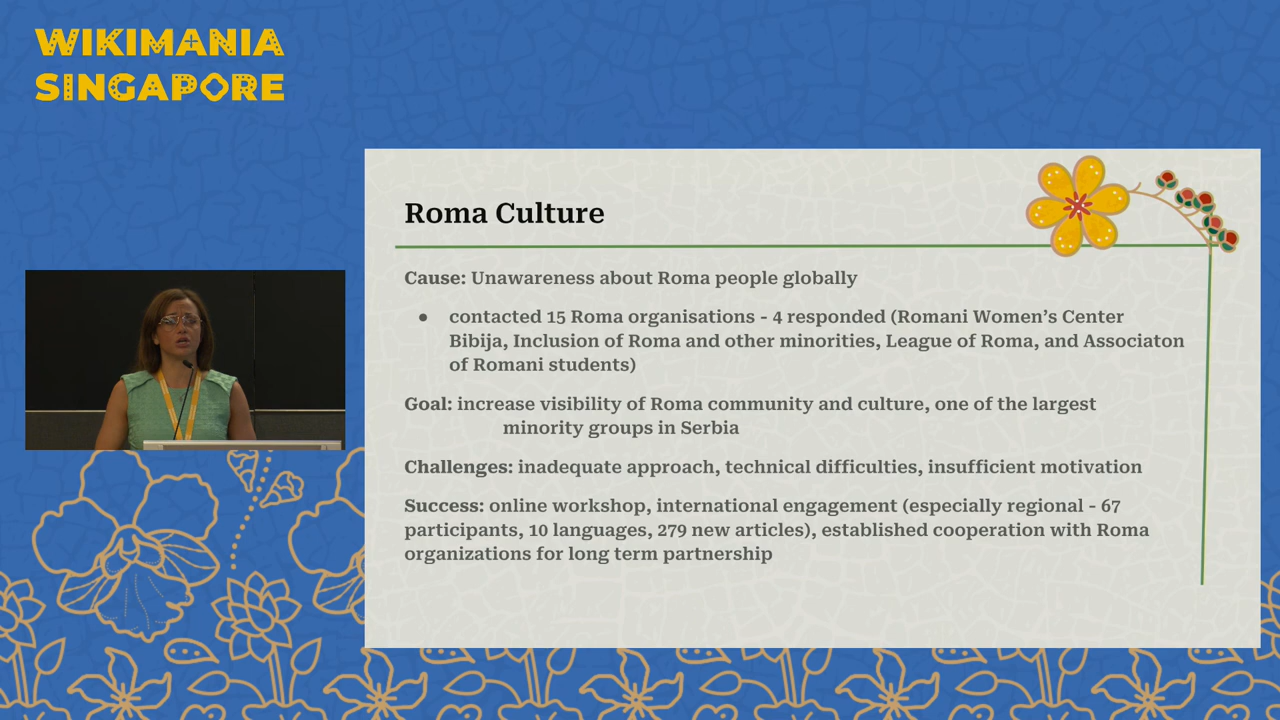 WIKIMANIA
SINGAPORE
Roma Culture
Cause: Unawareness about Roma people globally
● contacted 15 Roma organisations - 4 responded (Romani Women’s Center
Bibija, Inclusion of Roma and other minorities, League of Roma, and Associaton
of Romani students)
Goal: increase visibility of Roma community and culture, one of the largest
minority groups in Serbia
Challenges: inadequate approach, technical difficulties, insufficient motivation
Success: online workshop, international engagement (especially regional - 67
participants, 10 languages, 279 new articles), established cooperation with Roma
organizations for long term partnership